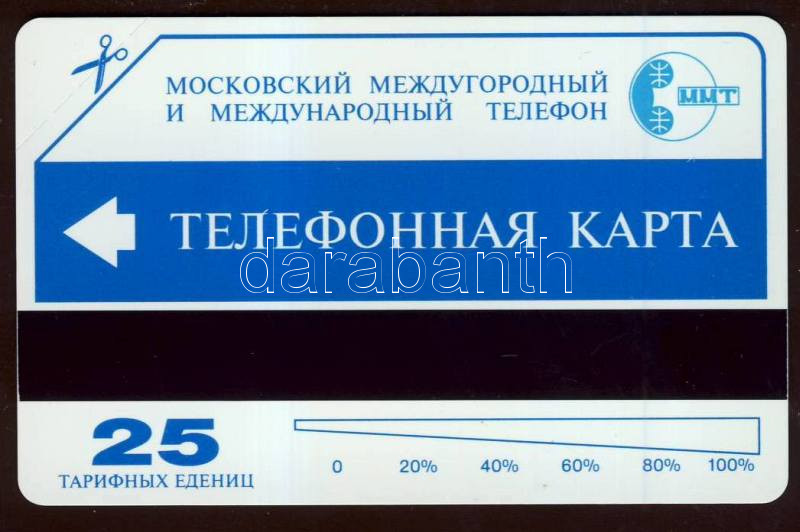 МОСКОВСКИЙ МЕЖДУГОРОДНЫЙ
И МЕЖДУНАРОДНЫЙ ТЕЛЕФОН
ММТ
ТЕЛЕФОННАЯ КАРТА
darabanth
25
ТАРИФНЫХ ЕДЕНИЦ
0 20% 40% 60% 80% 100%